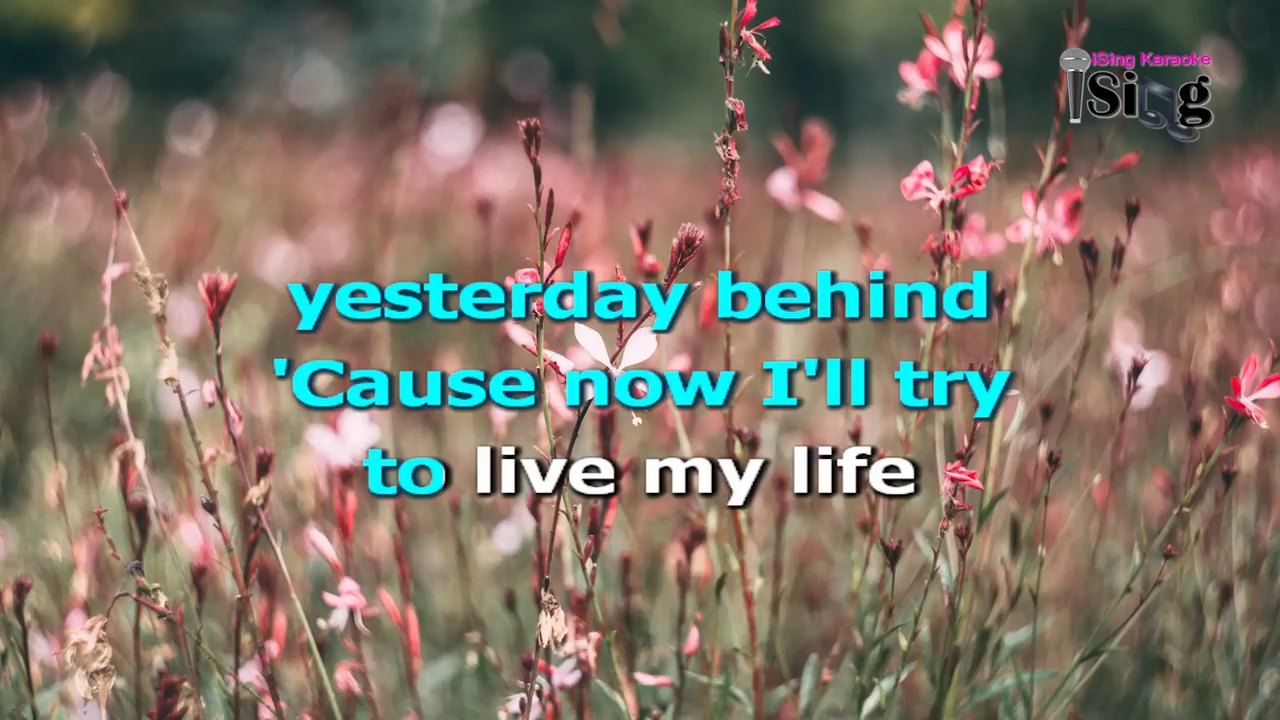 iSing Karaoke
iSing
yesterday behind
'Cause now I'll try
to live my life